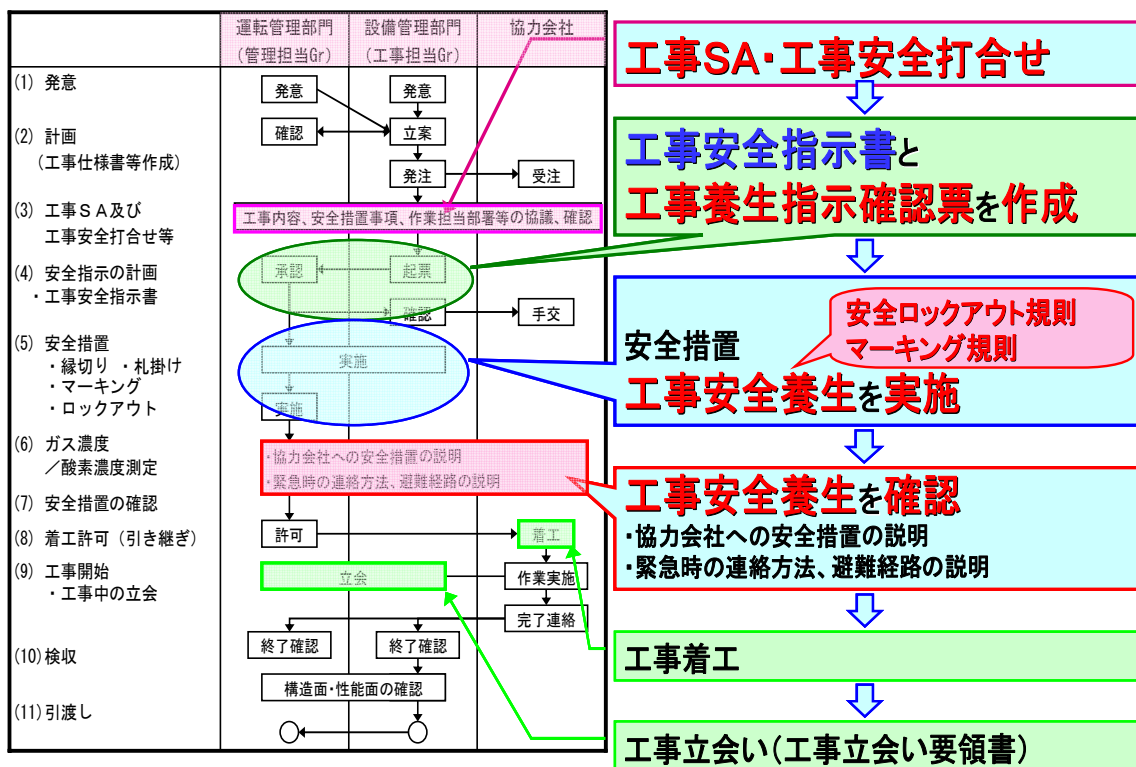 運転管理部門
(管理担当Gr)
設備管理部門
(工事担当Gr)
協力会社
(1) 発意
発意
発意
(2) 計画
(工事仕様書等作成)
確認
立案
発注
受注
(3) 工事ＳＡ及び
工事安全打合せ等
工事内容、安全措置事項、作業担当部署等の協議、確認
(4) 安全指示の計画
・工事安全指示書
承認
起票
確認
手交
(5) 安全措置
・縁切り ・札掛け
・マーキング
・ロックアウト
実施
実施
(6) ガス濃度
／酸素濃度測定
・協力会社への安全措置の説明
・緊急時の連絡方法、避難経路の説明
(7) 安全措置の確認
(8) 着工許可（引き継ぎ）
許可
着工
(9) 工事開始
・工事中の立会
立会
作業実施
完了連絡
(10)検収
終了確認
終了確認
構造面・性能面の確認
(11)引渡し
工事SA・工事安全打合せ
工事安全指示書と
工事養生指示確認票を作成
安全ロックアウト規則
マーキング規則
安全措置
工事安全養生を実施
工事安全養生を確認
・協力会社への安全措置の説明
・緊急時の連絡方法、避難経路の説明
工事着工
工事立会い（工事立会い要領書）